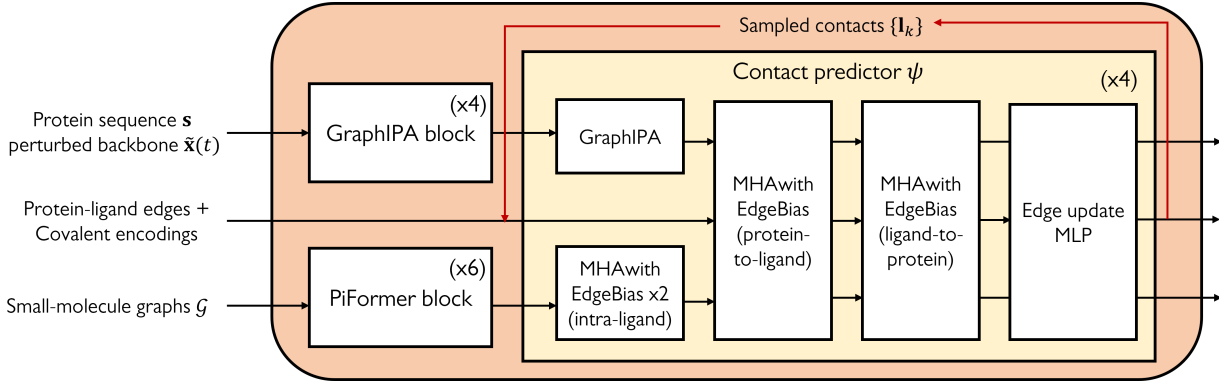 Sampled contacts {𝐥ₖ}
Contact predictor 𝝍
(x4)
Protein sequence 𝐬
perturbed backbone 𝐱̃(𝑡)
(x4)
GraphIPA block
GraphIPA
MHAwith
EdgeBias
(protein-
to-ligand)
MHAwith
EdgeBias
(ligand-to-
protein)
Edge update
MLP
Protein-ligand edges +
Covalent encodings
Small-molecule graphs 𝒢
(x6)
PiFormer block
MHAwith
EdgeBias x2
(intra-ligand)